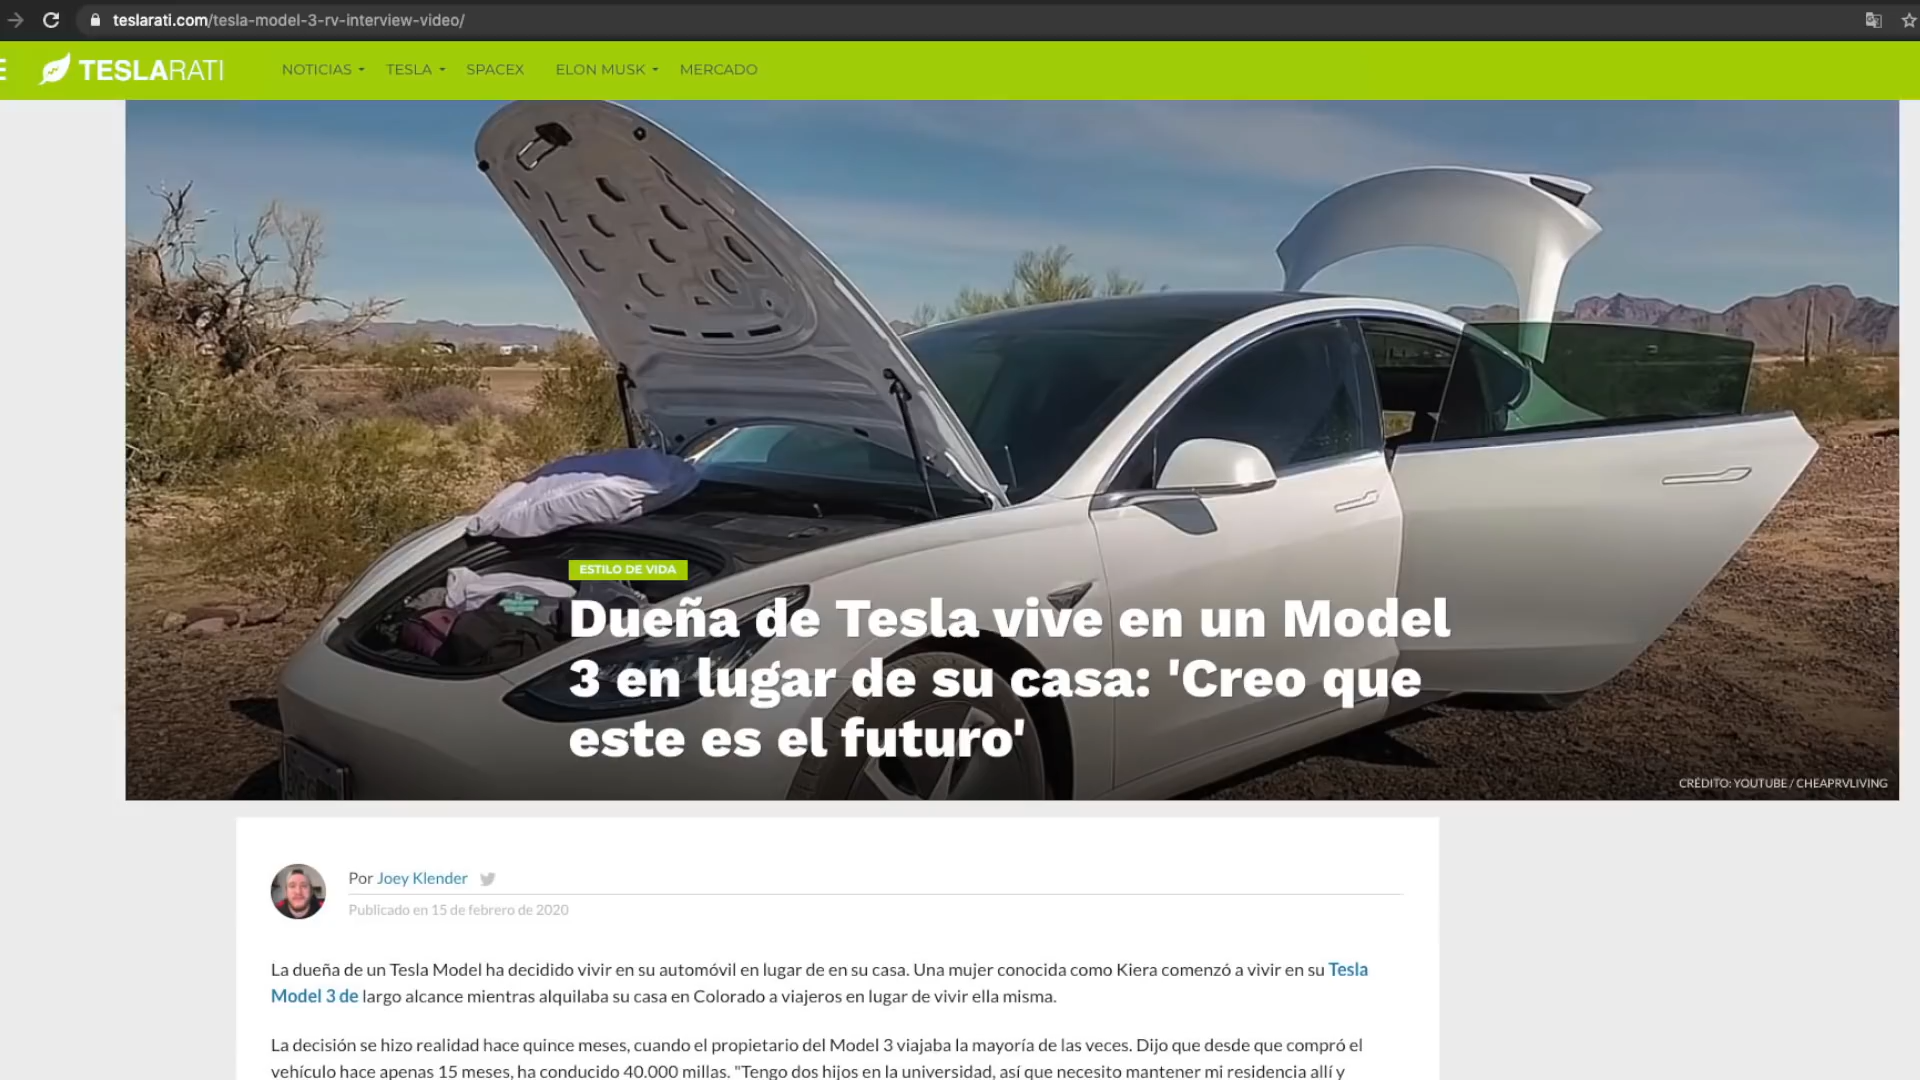 teslarati.com/tesla-model-3-rv-interview-video/
TESLARATI
NOTICIAS TESLA SPACEX ELON MUSK MERCADO
ESTILO DE VIDA
Dueña de Tesla vive en un Model
3 en lugar de su casa: 'Creo que
este es el futuro'
CRÉDITO: YOUTUBE / CHEAPRVLIVING
Por Joey Klender
Publicado en 15 de febrero de 2020
La dueña de un Tesla Model ha decidido vivir en su automóvil en lugar de en su casa. Una mujer conocida como Kiera comenzó a vivir en su Tesla
Model 3 de largo alcance mientras alquilaba su casa en Colorado a viajeros en lugar de vivir ella misma.
La decisión se hizo realidad hace quince meses, cuando el propietario del Model 3 viajaba la mayoría de las veces. Dijo que desde que compró el
vehículo hace apenas 15 meses, ha conducido 40.000 millas. "Tengo dos hijos en la universidad, así que necesito mantener mi residencia allí y